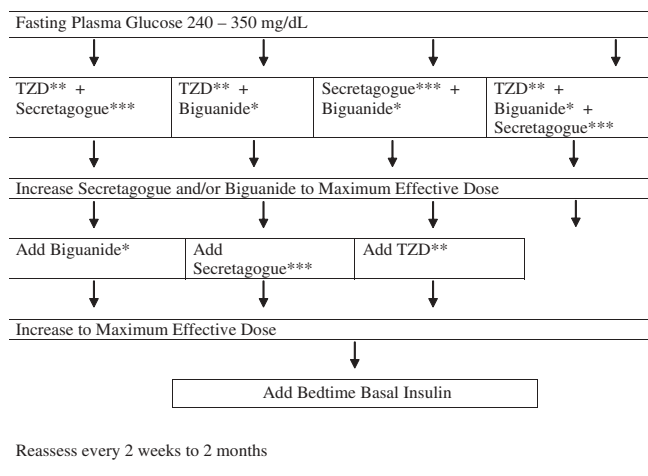 Fasting Plasma Glucose 240 – 350 mg/dL
TZD** +
Secretagogue***
TZD** +
Biguanide*
Secretagogue*** +
Biguanide*
TZD** +
Biguanide* +
Secretagogue***
Increase Secretagogue and/or Biguanide to Maximum Effective Dose
Add Biguanide*
Add
Secretagogue***
Add TZD**
Increase to Maximum Effective Dose
Add Bedtime Basal Insulin
Reassess every 2 weeks to 2 months